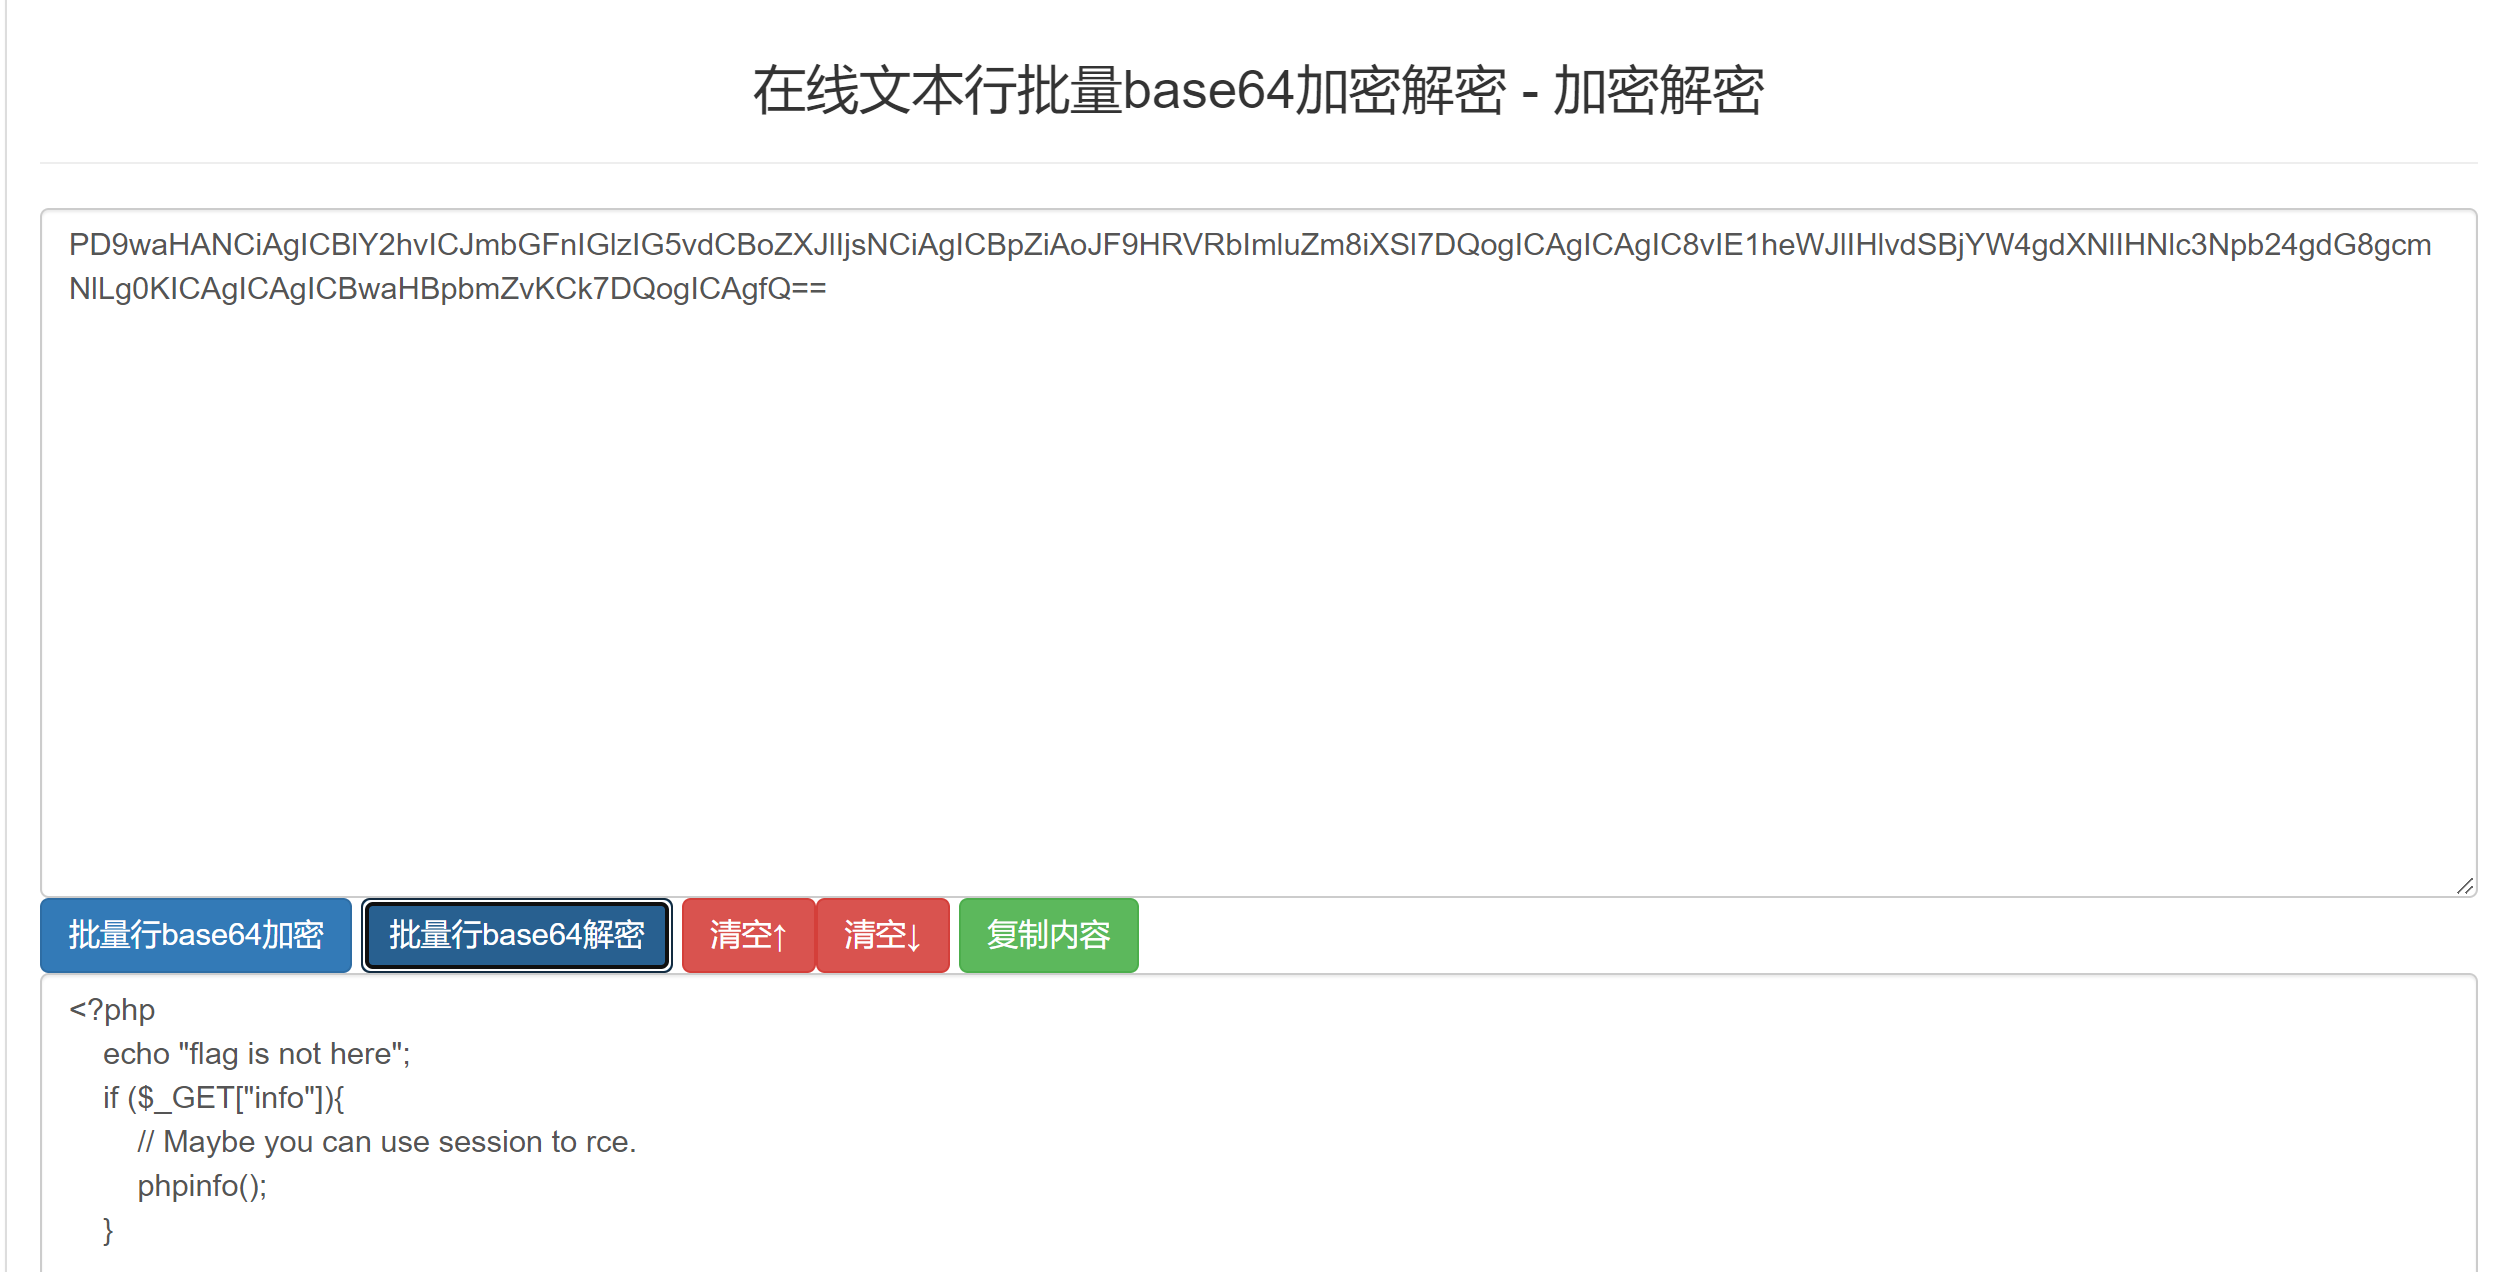 在线文本行批量base64加密解密 - 加密解密
PD9waHANCiAgICBlY2hvICJmbGFnIGlzIG5vdCBoZXJlIjsNCiAgICBpZiAoJF9HRVRbImluZm8iXSl7DQogICAgICAgIC8vIE1heWJlIHlvdSBjYW4gdXNlIHNlc3Npb24gdG8gcm
NlLg0KICAgICAgICBwaHBpbmZvKCk7DQogICAgfQ==
批量行base64加密 批量行base64解密 清空↑ 清空↓ 复制内容
<?php
    echo "flag is not here";
    if ($_GET["info"]){
        // Maybe you can use session to rce.
        phpinfo();
    }